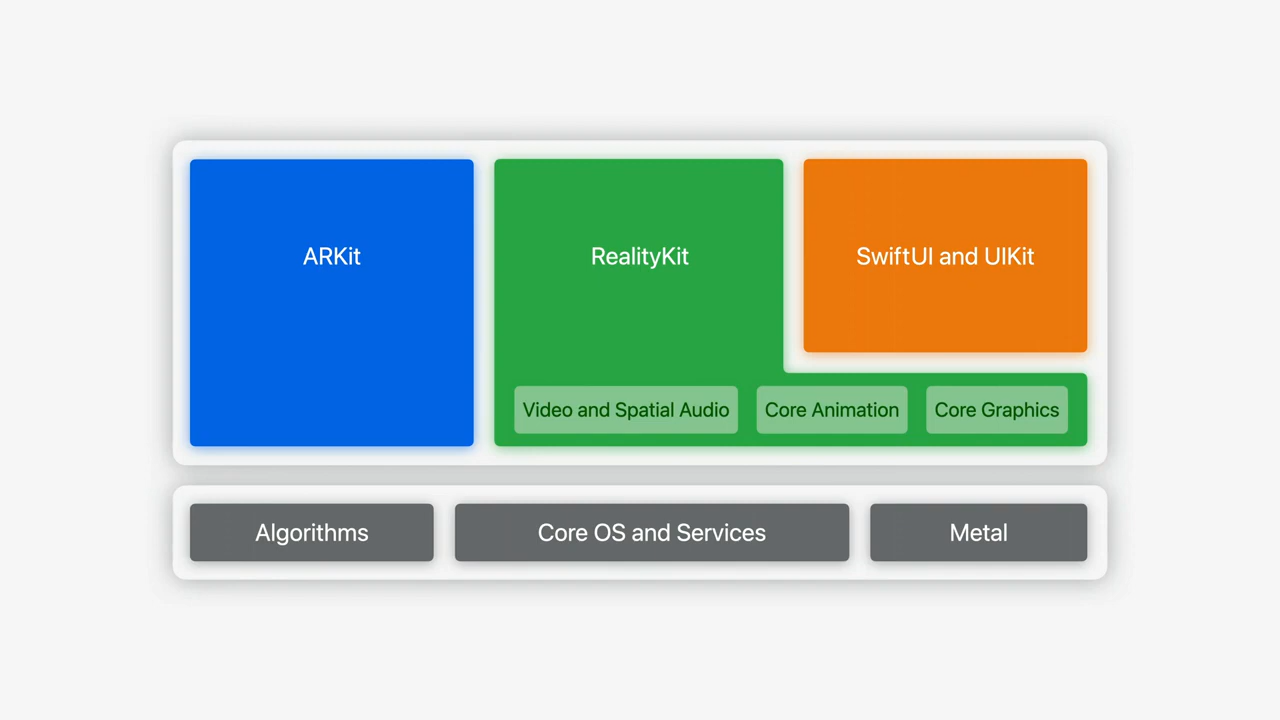 ARKit
RealityKit
SwiftUI and UIKit
Video and Spatial Audio
Core Animation
Core Graphics
Algorithms
Core OS and Services
Metal